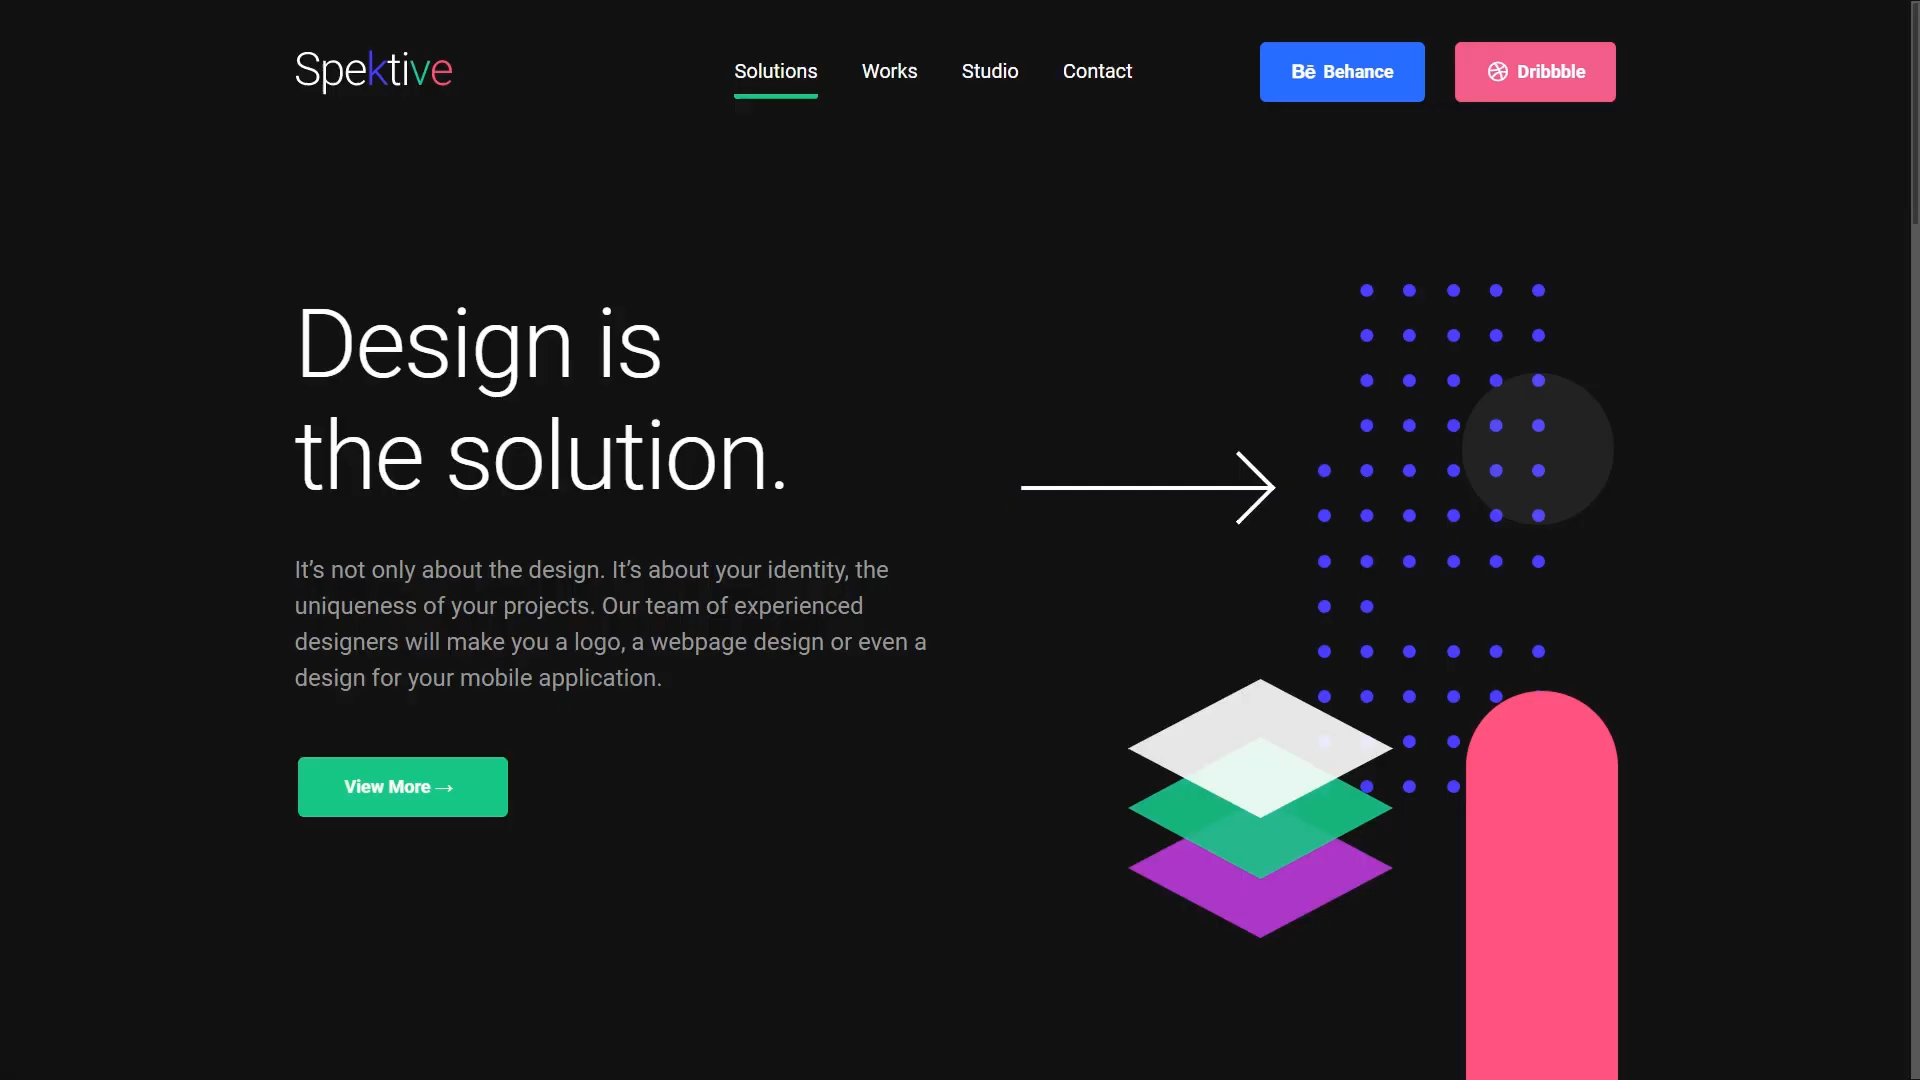 Spektive
Solutions
Works
Studio
Contact
Bē Behance
Dribbble
Design is
the solution.
It’s not only about the design. It’s about your identity, the
uniqueness of your projects. Our team of experienced
designers will make you a logo, a webpage design or even a
design for your mobile application.
View More →